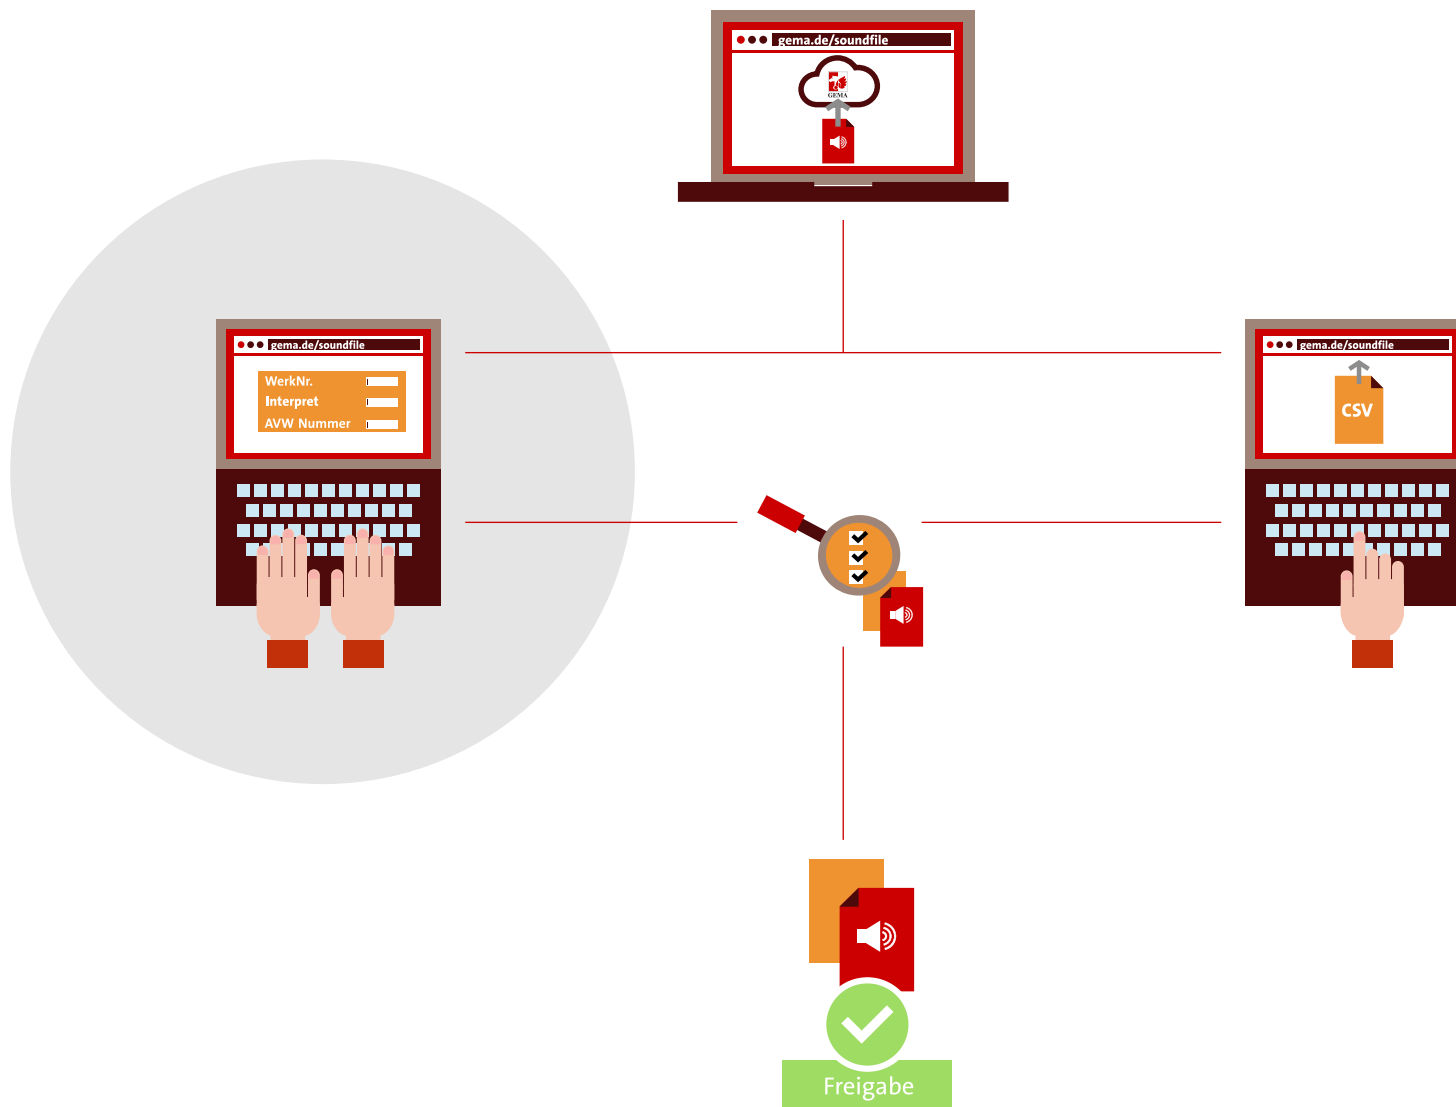 gema.de/soundfile
GEMA
gema.de/soundfile
WerkNr.
Interpret
AVW Nummer
gema.de/soundfile
CSV
Freigabe